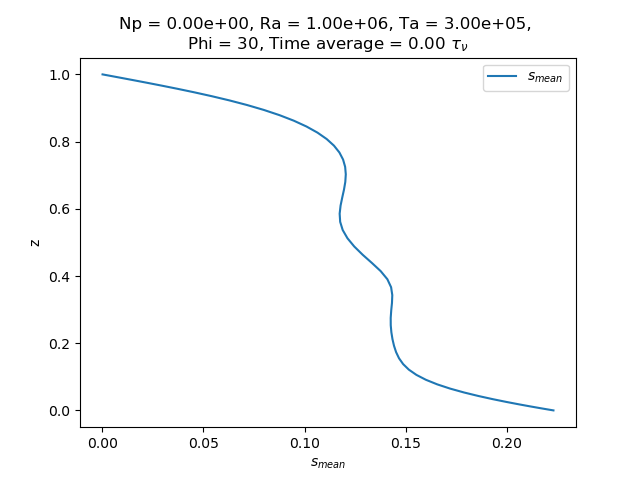 Np = 0.00e+00, Ra = 1.00e+06, Ta = 3.00e+05,
Phi = 30, Time average = 0.00 τν
s_mean
1.0
0.8
0.6
0.4
0.2
0.0
z
0.00 0.05 0.10 0.15 0.20
s_mean